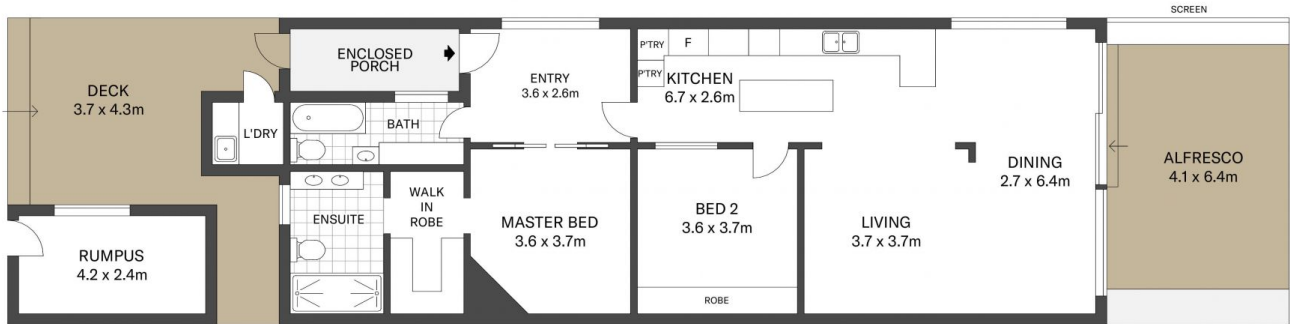 SCREEN
DECK
3.7 x 4.3m
ENCLOSED
PORCH
ENTRY
3.6 x 2.6m
P'TRY
F
P'TRY
KITCHEN
6.7 x 2.6m
L'DRY
BATH
DINING
2.7 x 6.4m
ALFRESCO
4.1 x 6.4m
RUMPUS
4.2 x 2.4m
ENSUITE
WALK
IN
ROBE
MASTER BED
3.6 x 3.7m
BED 2
3.6 x 3.7m
ROBE
LIVING
3.7 x 3.7m